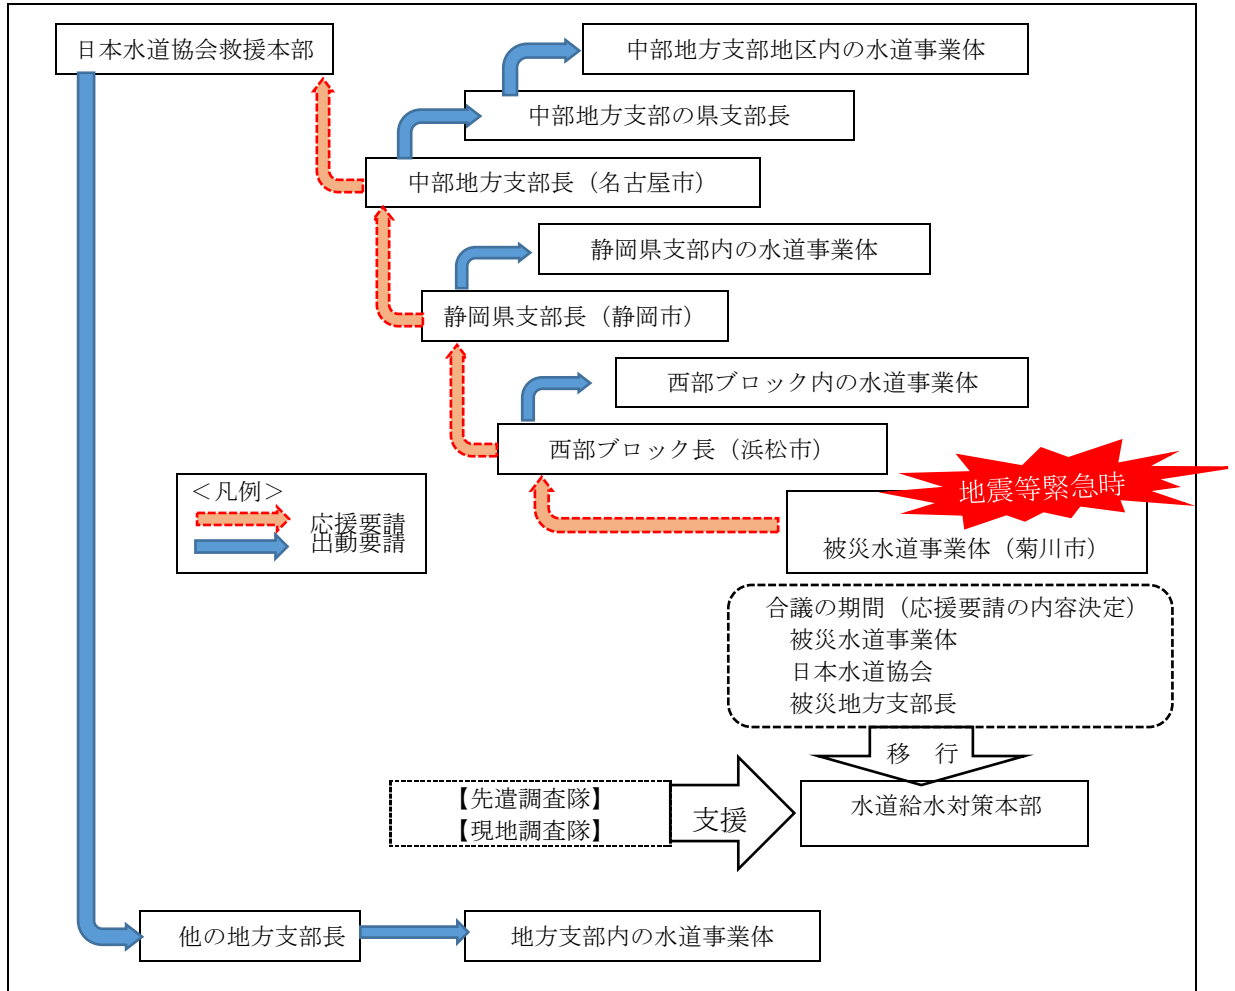 日本水道協会救援本部
中部地方支部地区内の水道事業体
中部地方支部の県支部長
中部地方支部長（名古屋市）
静岡県支部内の水道事業体
静岡県支部長（静岡市）
西部ブロック内の水道事業体
西部ブロック長（浜松市）
地震等緊急時
被災水道事業体（菊川市）
＜凡例＞
応援要請
出動要請
合議の期間（応援要請の内容決定）
被災水道事業体
日本水道協会
被災地方支部長
移　行
【先遣調査隊】
【現地調査隊】
支援
水道給水対策本部
他の地方支部長
地方支部内の水道事業体